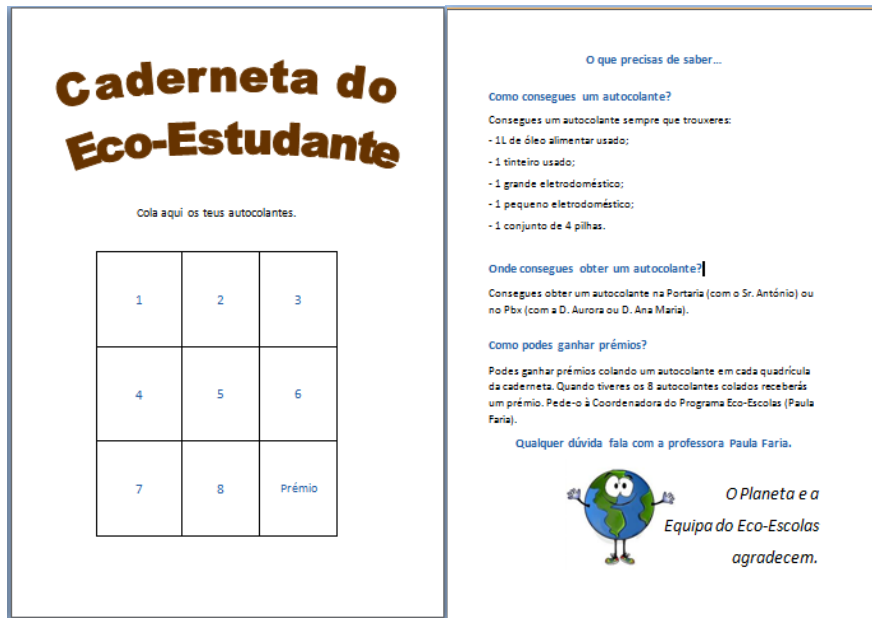 Caderneta do
Eco-Estudante
Cola aqui os teus autocolantes.
1 2 3
4 5 6
7 8 Prémio
O que precisas de saber...
Como consegues um autocolante?
Consegues um autocolante sempre que trouxeres:
- 1L de óleo alimentar usado;
- 1 tinteiro usado;
- 1 grande eletrodoméstico;
- 1 pequeno eletrodoméstico;
- 1 conjunto de 4 pilhas.
Onde consegues obter um autocolante?
Consegues obter um autocolante na Portaria (com o Sr. António) ou
no Pbx (com a D. Aurora ou D. Ana Maria).
Como podes ganhar prémios?
Podes ganhar prémios colando um autocolante em cada quadrícula
da caderneta. Quando tiveres os 8 autocolantes colados receberás
um prémio. Pede-o à Coordenadora do Programa Eco-Escolas (Paula
Faria).
Qualquer dúvida fala com a professora Paula Faria.
O Planeta e a
Equipa do Eco-Escolas
agradecem.